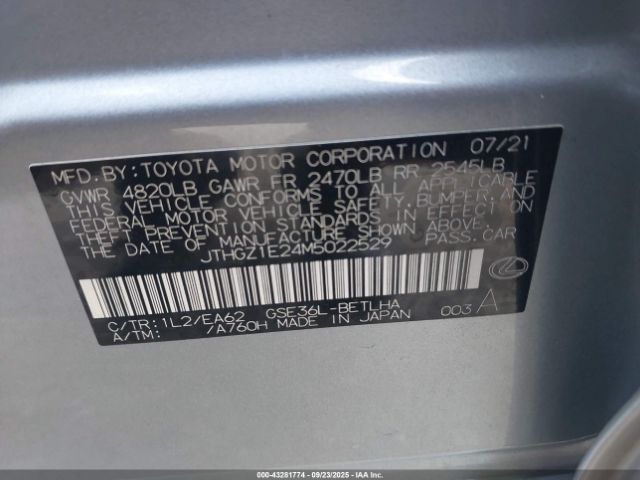 MFD. BY: TOYOTA MOTOR CORPORATION 07/21
GVWR 4820LB GAWR FR 2470LB RR 2545LB
THIS VEHICLE CONFORMS TO ALL APPLICABLE
FEDERAL MOTOR VEHICLE SAFETY, BUMPER, AND
THEFT PREVENTION STANDARDS IN EFFECT ON
THE DATE OF MANUFACTURE SHOWN ABOVE.
JTHGZ1E24M5022529 PASS. CAR
C/TR: 1L2/EA62 GSE36L-BETLHA
A/TM: /A760H MADE IN JAPAN 003 A
000-43281774 - 09/23/2025 - IAAI.COM